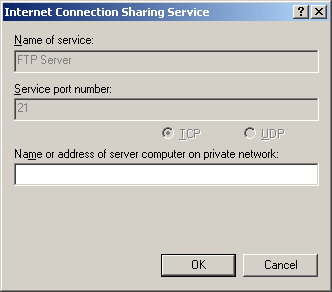 Internet Connection Sharing Service
Name of service:
FTP Server
Service port number:
21
TCP UDP
Name or address of server computer on private network:
OK Cancel